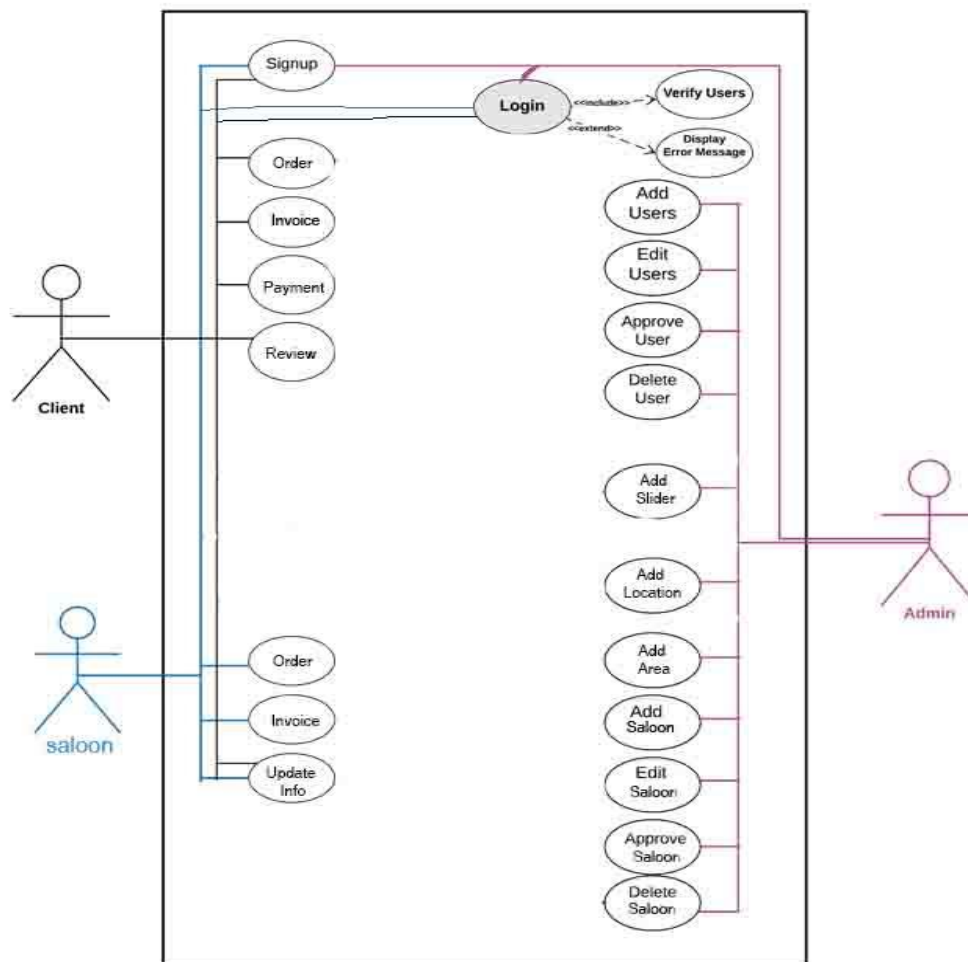 Signup
Login
<<include>>
Verify Users
<<extend>>
Display
Error Message
Order
Invoice
Payment
Review
Client
Add
Users
Edit
Users
Approve
User
Delete
User
Add
Slider
Add
Location
Add
Area
Add
Saloon
Edit
Saloon
Approve
Saloon
Delete
Saloon
Admin
Order
Invoice
Update
Info
saloon